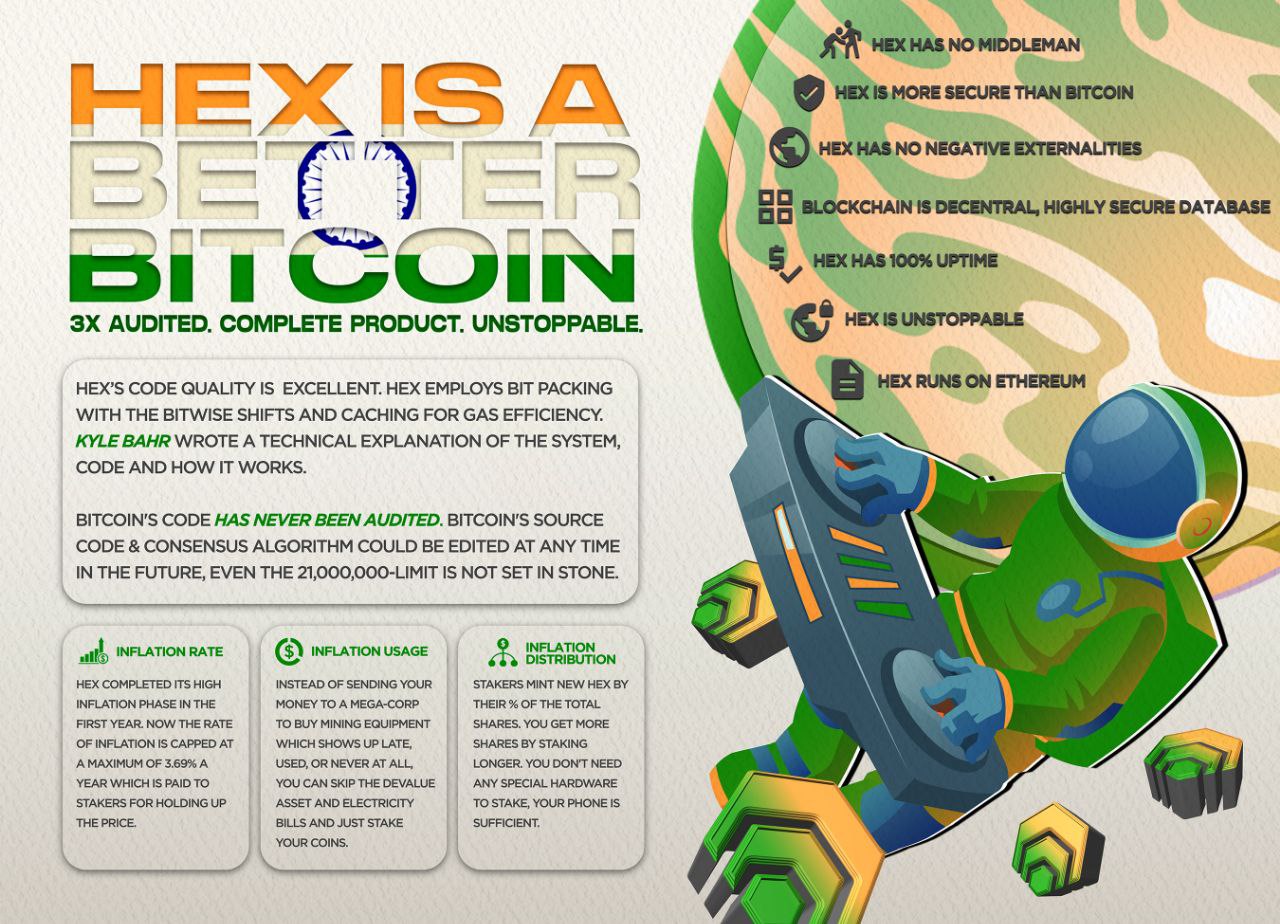 HEX IS A
BETTER
BITCOIN
3X AUDITED. COMPLETE PRODUCT. UNSTOPPABLE.
HEX'S CODE QUALITY IS EXCELLENT. HEX EMPLOYS BIT PACKING
WITH THE BITWISE SHIFTS AND CACHING FOR GAS EFFICIENCY.
KYLE BAHR WROTE A TECHNICAL EXPLANATION OF THE SYSTEM,
CODE AND HOW IT WORKS.
BITCOIN'S CODE HAS NEVER BEEN AUDITED. BITCOIN'S SOURCE
CODE & CONSENSUS ALGORITHM COULD BE EDITED AT ANY TIME
IN THE FUTURE, EVEN THE 21,000,000-LIMIT IS NOT SET IN STONE.
INFLATION RATE
HEX COMPLETED ITS HIGH
INFLATION PHASE IN THE
FIRST YEAR. NOW THE RATE
OF INFLATION IS CAPPED AT
A MAXIMUM OF 3.69% A
YEAR WHICH IS PAID TO
STAKERS FOR HOLDING UP
THE PRICE.
INFLATION USAGE
INSTEAD OF SENDING YOUR
MONEY TO A MEGA-CORP
TO BUY MINING EQUIPMENT
WHICH SHOWS UP LATE,
USED, OR NEVER AT ALL,
YOU CAN SKIP THE DEVALUE
ASSET AND ELECTRICITY
BILLS AND JUST STAKE
YOUR COINS.
INFLATION
DISTRIBUTION
STAKERS MINT NEW HEX BY
THEIR % OF THE TOTAL
SHARES. YOU GET MORE
SHARES BY STAKING
LONGER. YOU DON'T NEED
ANY SPECIAL HARDWARE
TO STAKE, YOUR PHONE IS
SUFFICIENT.
HEX HAS NO MIDDLEMAN
HEX IS MORE SECURE THAN BITCOIN
HEX HAS NO NEGATIVE EXTERNALITIES
BLOCKCHAIN IS DECENTRAL, HIGHLY SECURE DATABASE
HEX HAS 100% UPTIME
HEX IS UNSTOPPABLE
HEX RUNS ON ETHEREUM